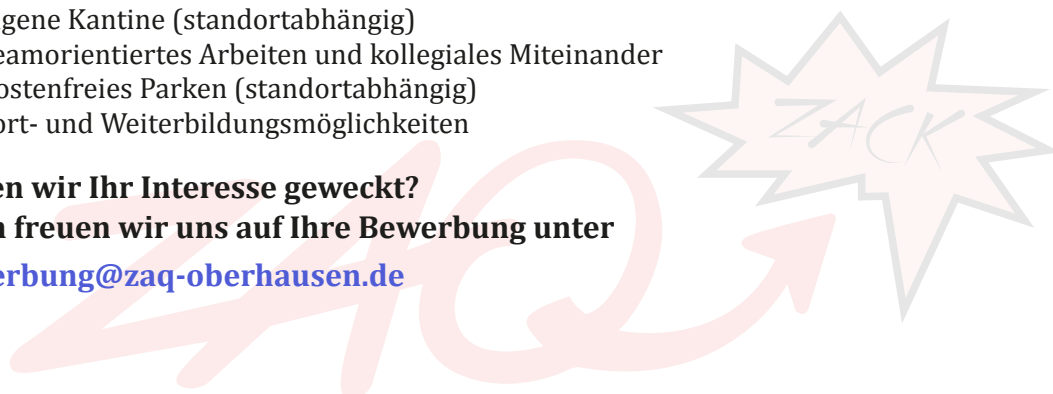 gene Kantine (standortabhängig)
eamorientiertes Arbeiten und kollegiales Miteinander
ostenfreies Parken (standortabhängig)
ort- und Weiterbildungsmöglichkeiten
en wir Ihr Interesse geweckt?
freuen wir uns auf Ihre Bewerbung unter
erbung@zaq-oberhausen.de
ZAQ
ZACK